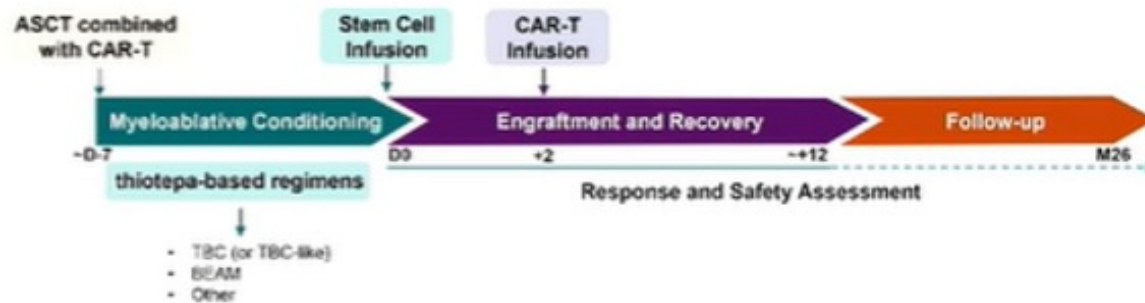 ASCT combined
with CAR-T
Stem Cell
Infusion
CAR-T
Infusion
Myeloablative Conditioning
Engraftment and Recovery
Follow-up
~D-7
D0
+2
~+12
M26
thiotepa-based regimens
Response and Safety Assessment
- TBC (or TBC-like)
- BEAM
- Other